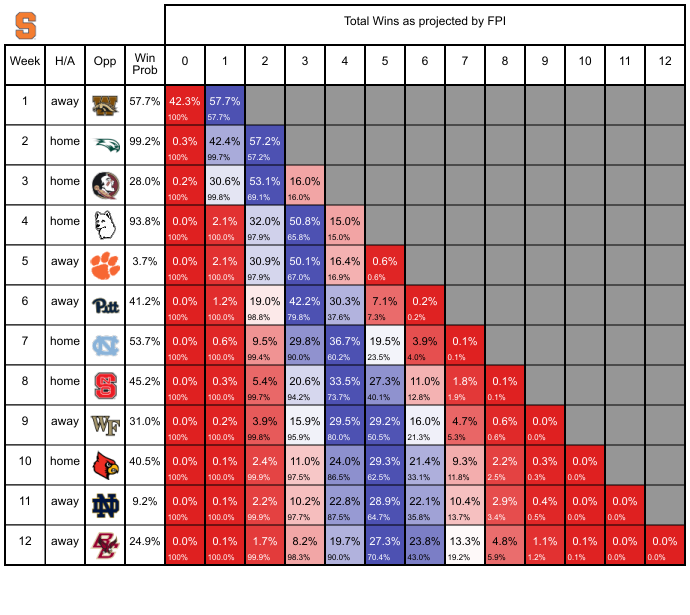 S
Total Wins as projected by FPI
Week H/A Opp Win Prob 0 1 2 3 4 5 6 7 8 9 10 11 12
1 away W 57.7% 42.3% 57.7%
100% 57.7%
2 home 99.2% 0.3% 42.4% 57.2%
100% 99.7% 57.2%
3 home 28.0% 0.2% 30.6% 53.1% 16.0%
100% 99.8% 69.1% 16.0%
4 home 93.8% 0.0% 2.1% 32.0% 50.8% 15.0%
100% 100.0% 97.9% 65.8% 15.0%
5 away 3.7% 0.0% 2.1% 30.9% 50.1% 16.4% 0.6%
100% 100.0% 97.9% 67.0% 16.9% 0.6%
6 away Pitt 41.2% 0.0% 1.2% 19.0% 42.2% 30.3% 7.1% 0.2%
100% 100.0% 98.8% 79.8% 37.6% 7.3% 0.2%
7 home NC 53.7% 0.0% 0.6% 9.5% 29.8% 36.7% 19.5% 3.9% 0.1%
100% 100.0% 99.4% 90.0% 60.2% 23.5% 4.0% 0.1%
8 home S 45.2% 0.0% 0.3% 5.4% 20.6% 33.5% 27.3% 11.0% 1.8% 0.1%
100% 100.0% 99.7% 94.2% 73.7% 40.1% 12.8% 1.9% 0.1%
9 away WF 31.0% 0.0% 0.2% 3.9% 15.9% 29.5% 29.2% 16.0% 4.7% 0.6% 0.0%
100% 100.0% 99.8% 95.9% 80.0% 50.5% 21.3% 5.3% 0.6% 0.0%
10 home 40.5% 0.0% 0.1% 2.4% 11.0% 24.0% 29.3% 21.4% 9.3% 2.2% 0.3% 0.0%
100% 100.0% 99.9% 97.5% 86.5% 62.5% 33.1% 11.8% 2.5% 0.3% 0.0%
11 away ND 9.2% 0.0% 0.1% 2.2% 10.2% 22.8% 28.9% 22.1% 10.4% 2.9% 0.4% 0.0% 0.0%
100% 100.0% 99.9% 97.7% 87.5% 64.7% 35.8% 13.7% 3.4% 0.5% 0.0% 0.0%
12 away BC 24.9% 0.0% 0.1% 1.7% 8.2% 19.7% 27.3% 23.8% 13.3% 4.8% 1.1% 0.1% 0.0% 0.0%
100% 100.0% 99.9% 98.3% 90.0% 70.4% 43.0% 19.2% 5.9% 1.2% 0.1% 0.0% 0.0%